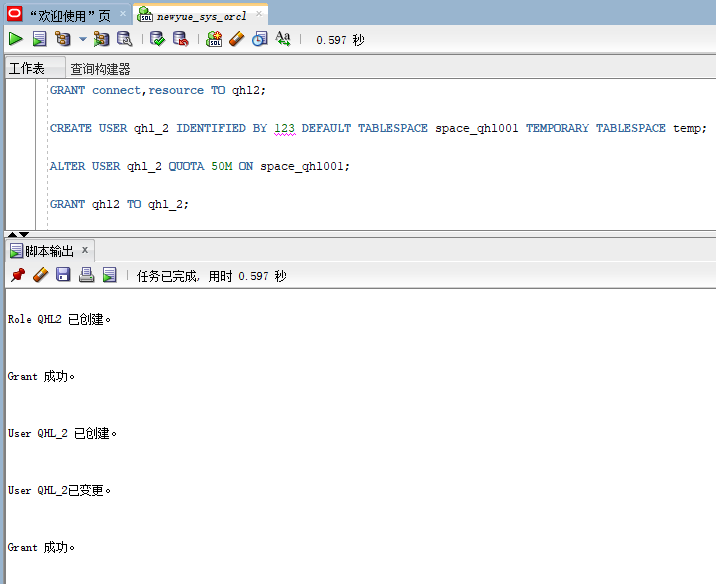 “欢迎使用”页
newyue_sys_orcl
SQL
0.597 秒
工作表
查询构建器
GRANT connect,resource TO qhl2;
CREATE USER qhl_2 IDENTIFIED BY 123 DEFAULT TABLESPACE space_qhl001 TEMPORARY TABLESPACE temp;
ALTER USER qhl_2 QUOTA 50M ON space_qhl001;
GRANT qhl2 TO qhl_2;
脚本输出 x
任务已完成, 用时 0.597 秒
Role QHL2 已创建。
Grant 成功。
User QHL_2 已创建。
User QHL_2已变更。
Grant 成功。